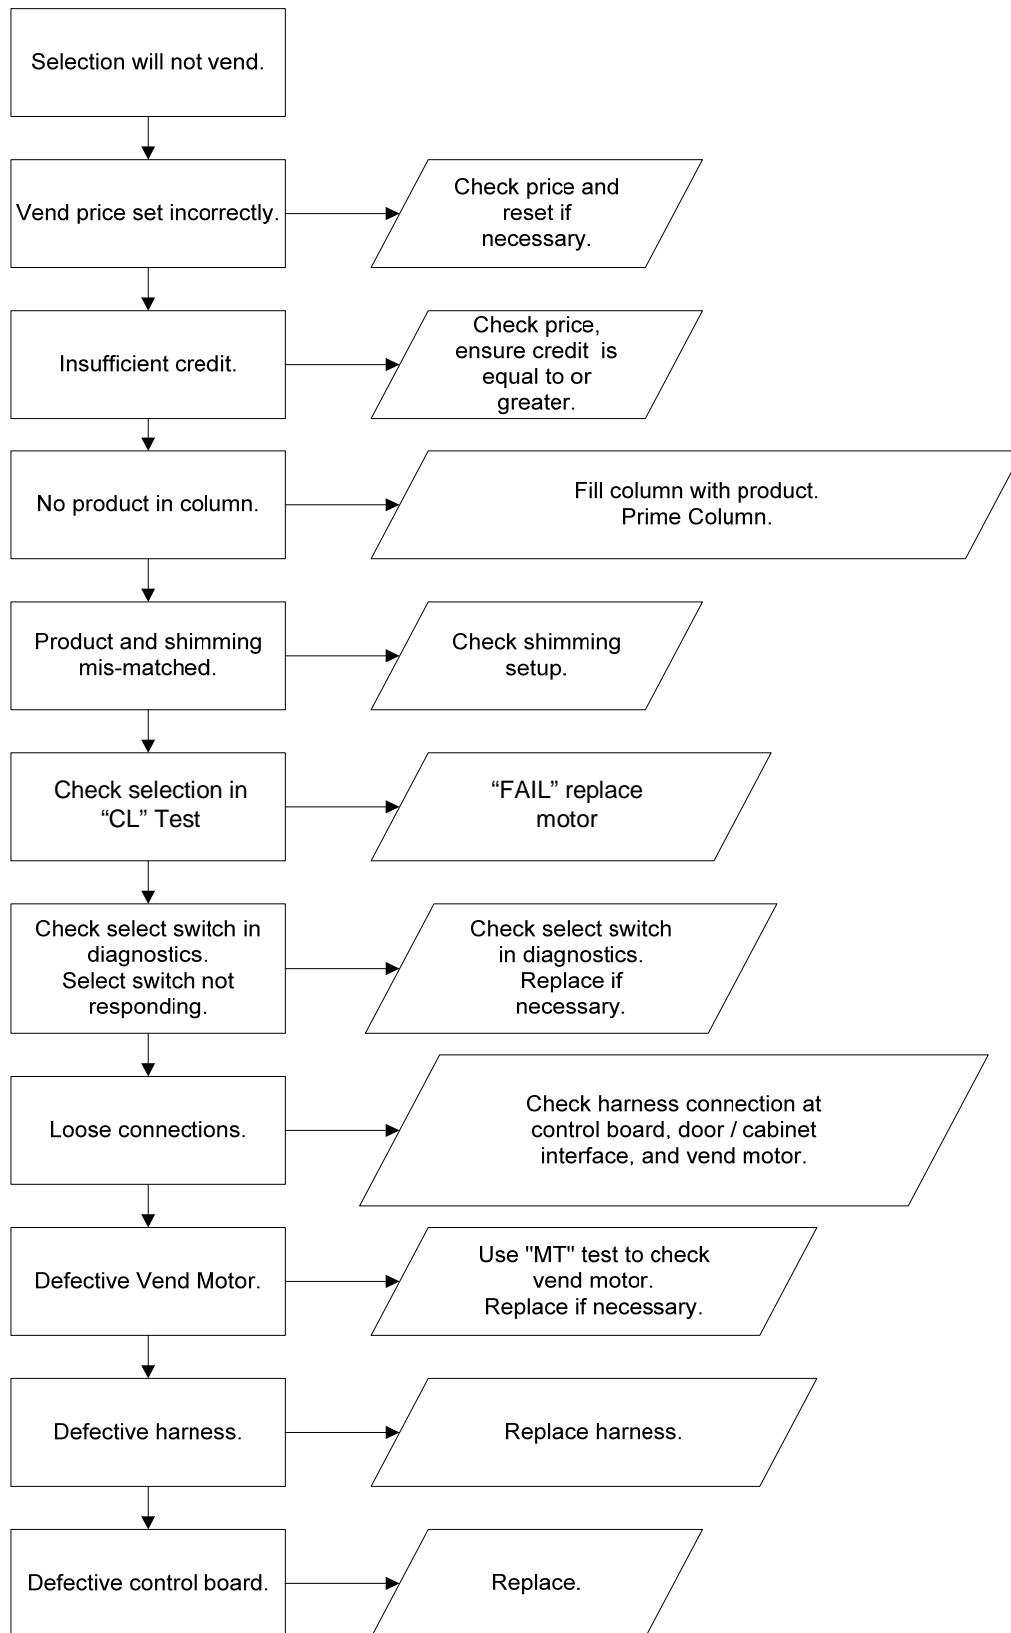 Selection will not vend.
Vend price set incorrectly.
Check price and
reset if
necessary.
Insufficient credit.
Check price,
ensure credit is
equal to or
greater.
No product in column.
Fill column with product.
Prime Column.
Product and shimming
mis-matched.
Check shimming
setup.
Check selection in
“CL” Test
“FAIL” replace
motor
Check select switch in
diagnostics.
Select switch not
responding.
Check select switch
in diagnostics.
Replace if
necessary.
Loose connections.
Check harness connection at
control board, door / cabinet
interface, and vend motor.
Defective Vend Motor.
Use "MT" test to check
vend motor.
Replace if necessary.
Defective harness.
Replace harness.
Defective control board.
Replace.